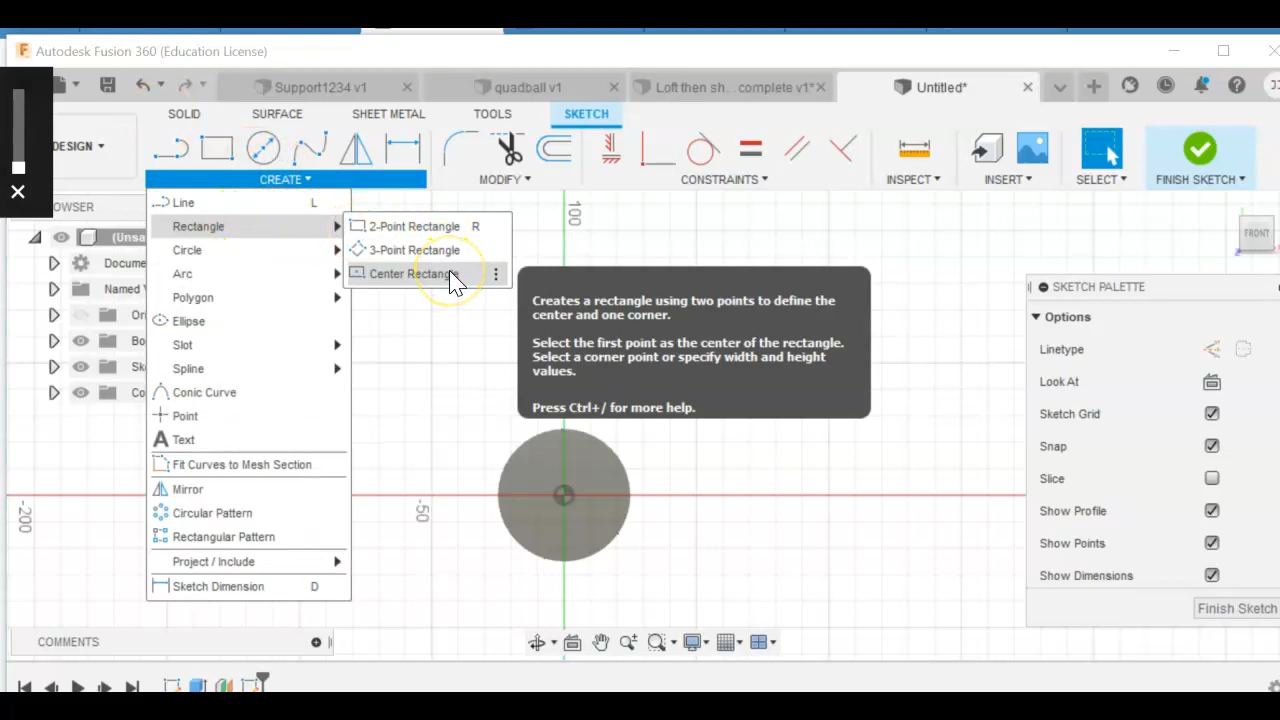 Autodesk Fusion 360 (Education License)
Support1234 v1
quadball v1
Loft then sh... complete v1*
Untitled*
SOLID
SURFACE
SHEET METAL
TOOLS
SKETCH
DESIGN
CREATE
MODIFY
CONSTRAINTS
INSPECT
INSERT
SELECT
FINISH SKETCH
(Unsa
Docume
Named V
Or
Bo
Sk
Co
Line L
Rectangle
Circle
Arc
Polygon
Ellipse
Slot
Spline
Conic Curve
Point
A Text
Fit Curves to Mesh Section
Mirror
Circular Pattern
Rectangular Pattern
Project / Include
Sketch Dimension D
2-Point Rectangle R
3-Point Rectangle
Center Rectangle
Creates a rectangle using two points to define the
center and one corner.
Select the first point as the center of the rectangle.
Select a corner point or specify width and height
values.
Press Ctrl+/ for more help.
100
-50
-200
FRONT
SKETCH PALETTE
Options
Linetype
Look At
Sketch Grid
Snap
Slice
Show Profile
Show Points
Show Dimensions
Finish Sketch
COMMENTS